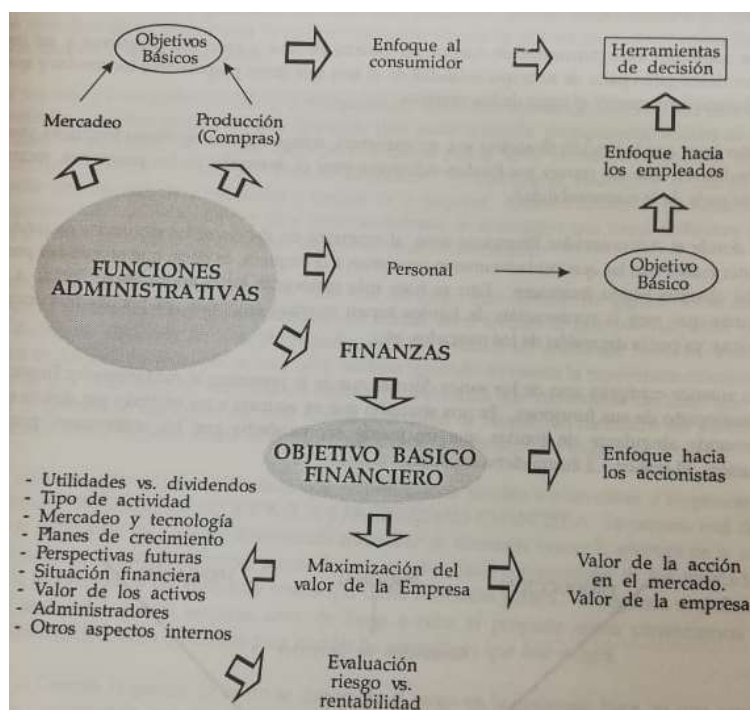 Objetivos
Básicos
Enfoque al
consumidor
Herramientas
de decisión
Mercadeo
Producción
(Compras)
Enfoque hacia
los empleados
FUNCIONES
ADMINISTRATIVAS
Personal
Objetivo
Básico
FINANZAS
OBJETIVO BASICO
FINANCIERO
Enfoque hacia
los accionistas
- Utilidades vs. dividendos
- Tipo de actividad
- Mercadeo y tecnología
- Planes de crecimiento
- Perspectivas futuras
- Situación financiera
- Valor de los activos
- Administradores
- Otros aspectos internos
Maximización del
valor de la Empresa
Valor de la acción
en el mercado.
Valor de la empresa
Evaluación
riesgo vs.
rentabilidad